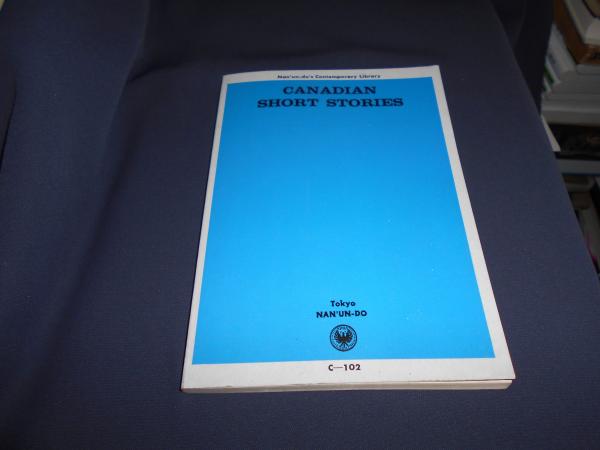 Nan'un-do's Contemporary Library
CANADIAN
SHORT STORIES
Tokyo
NAN'UN-DO
C—102